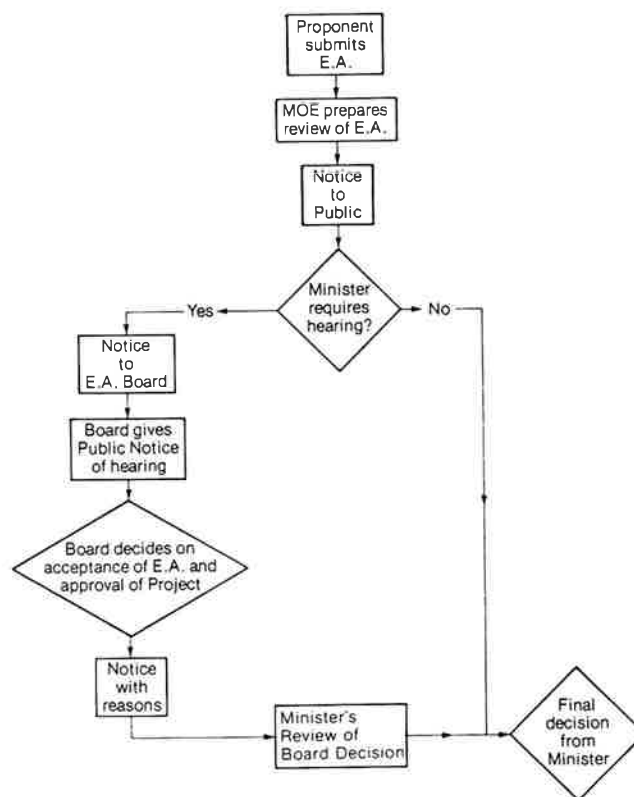 Proponent
submits
E.A.
MOE prepares
review of E.A.
Notice
to
Public
Minister
requires
hearing?
Yes
No
Notice
to
E.A. Board
Board gives
Public Notice
of hearing
Board decides on
acceptance of E.A. and
approval of Project
Notice
with
reasons
Minister's
Review of
Board Decision
Final
decision
from
Minister